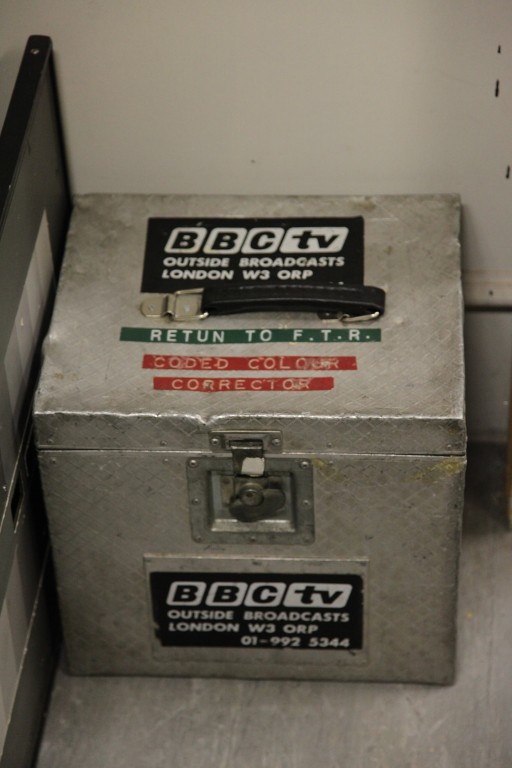 BBC tv
OUTSIDE BROADCASTS
LONDON W3 ORP
RETUN TO F.T.R.
CODED COLOUR
CORRECTOR
BBC tv
OUTSIDE BROADCASTS
LONDON W3 ORP
01-992 5344